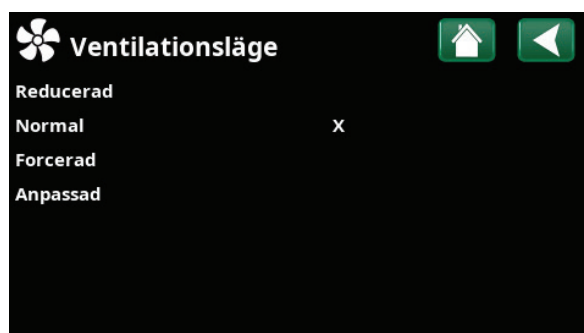 Ventilationsläge
Reducerad
Normal X
Forcerad
Anpassad